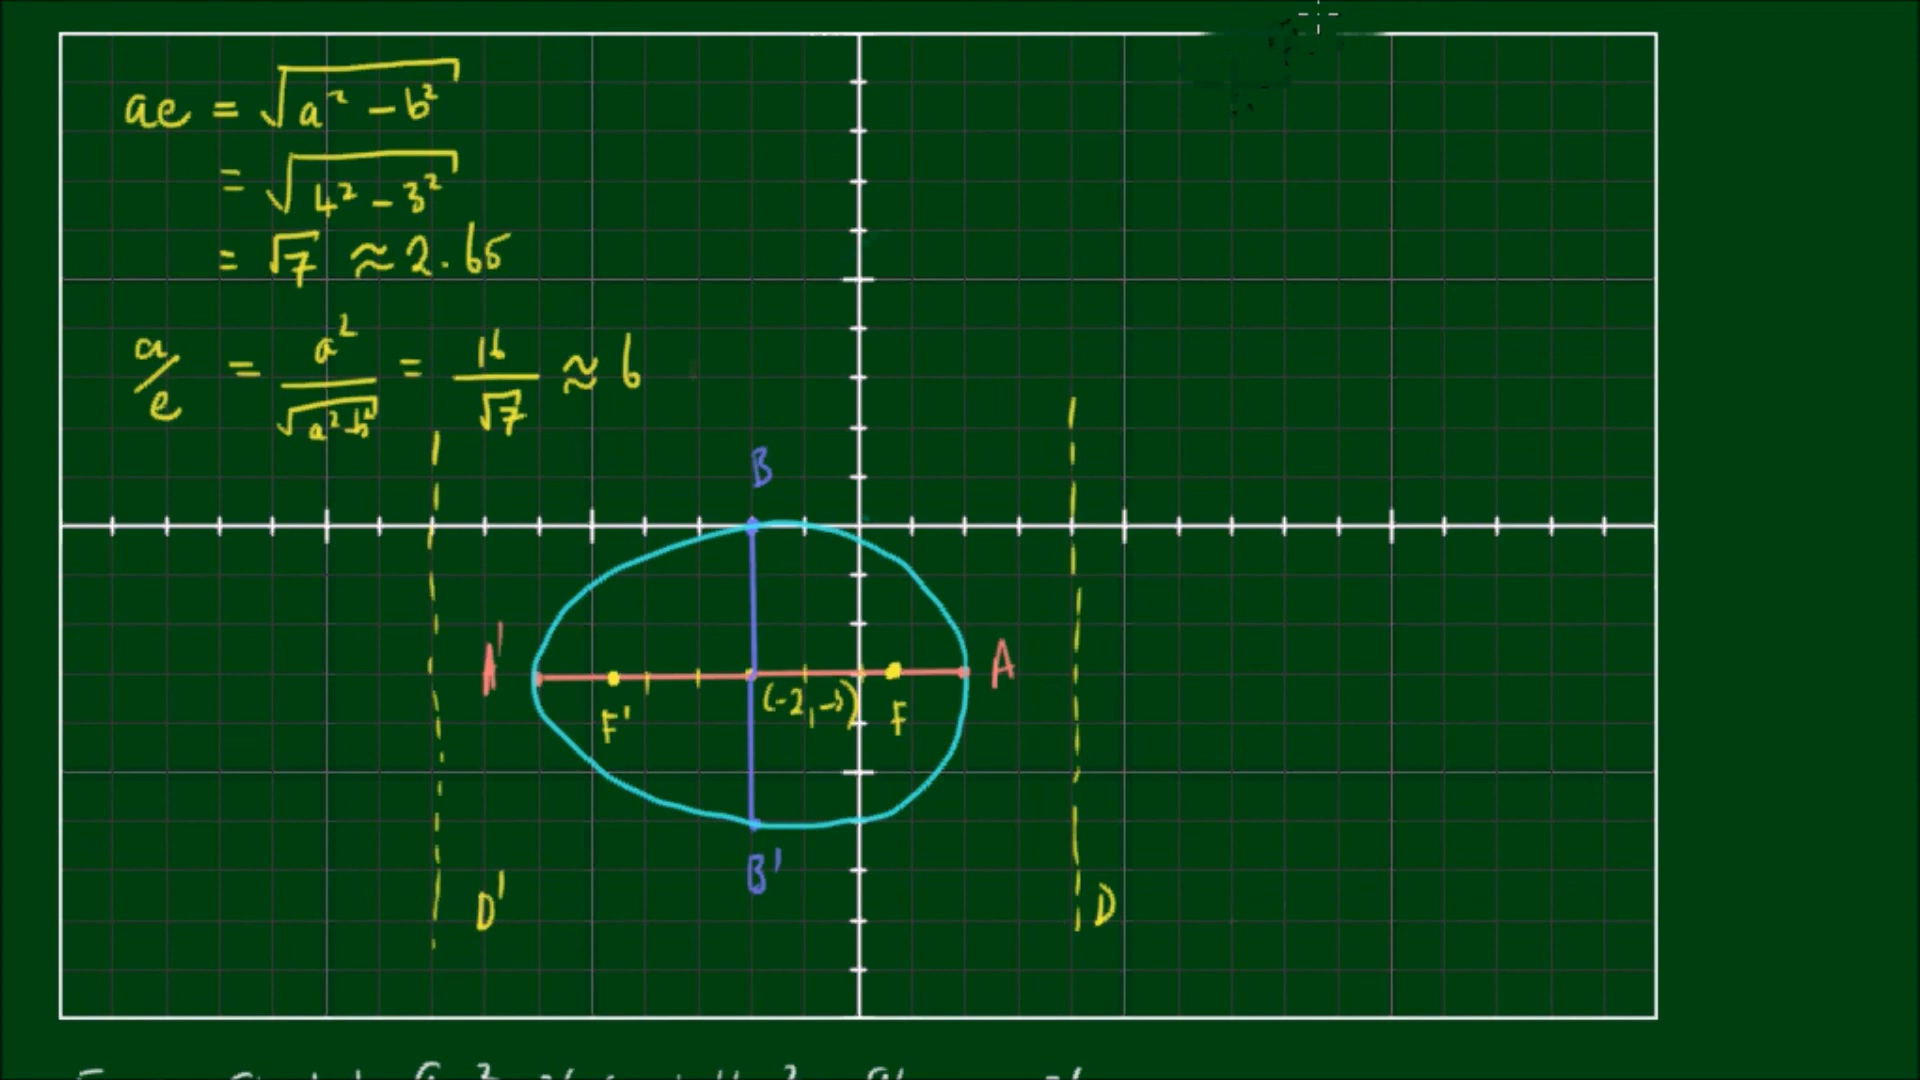 ae = √(a² - b²)
= √(4² - 3²)
= √7 ≈ 2.65
a/e = a²/√(a²-b²) = 16/√7 ≈ 6
B
A'
A
(-2,-3)
F'
F
B'
D'
D